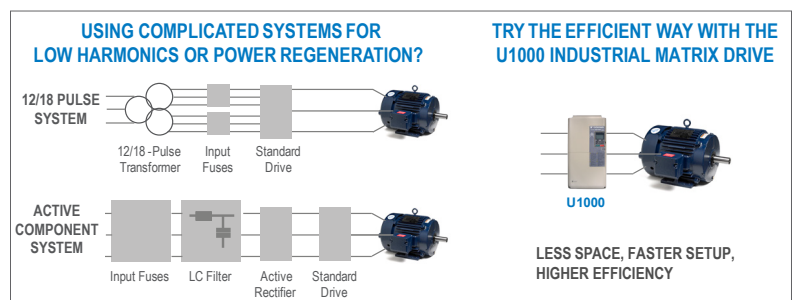 USING COMPLICATED SYSTEMS FOR
LOW HARMONICS OR POWER REGENERATION?
12/18 PULSE
SYSTEM
12/18 -Pulse
Transformer
Input
Fuses
Standard
Drive
ACTIVE
COMPONENT
SYSTEM
Input Fuses
LC Filter
Active
Rectifier
Standard
Drive
TRY THE EFFICIENT WAY WITH THE
U1000 INDUSTRIAL MATRIX DRIVE
U1000
LESS SPACE, FASTER SETUP,
HIGHER EFFICIENCY